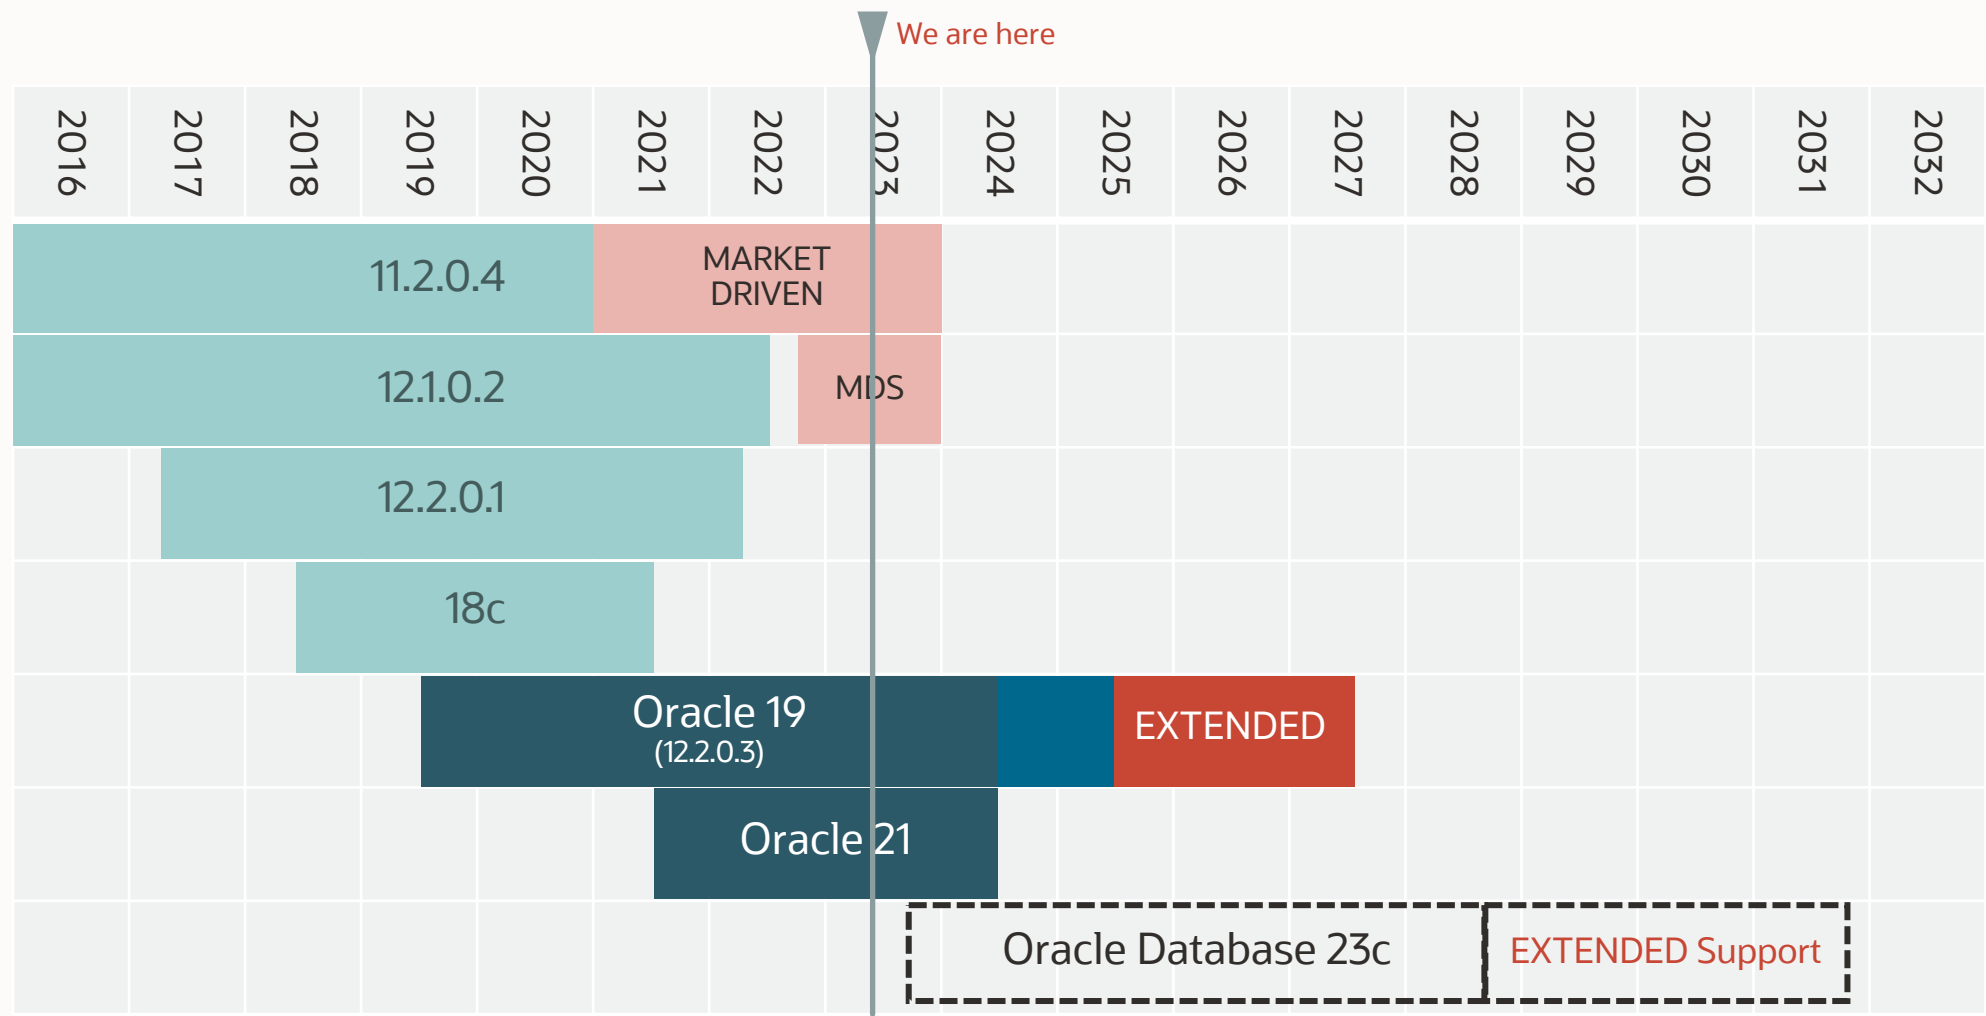 We are here
2016 2017 2018 2019 2020 2021 2022 2023 2024 2025 2026 2027 2028 2029 2030 2031 2032
11.2.0.4
MARKET
DRIVEN
12.1.0.2
MDS
12.2.0.1
18c
Oracle 19
(12.2.0.3)
EXTENDED
Oracle 21
Oracle Database 23c
EXTENDED Support